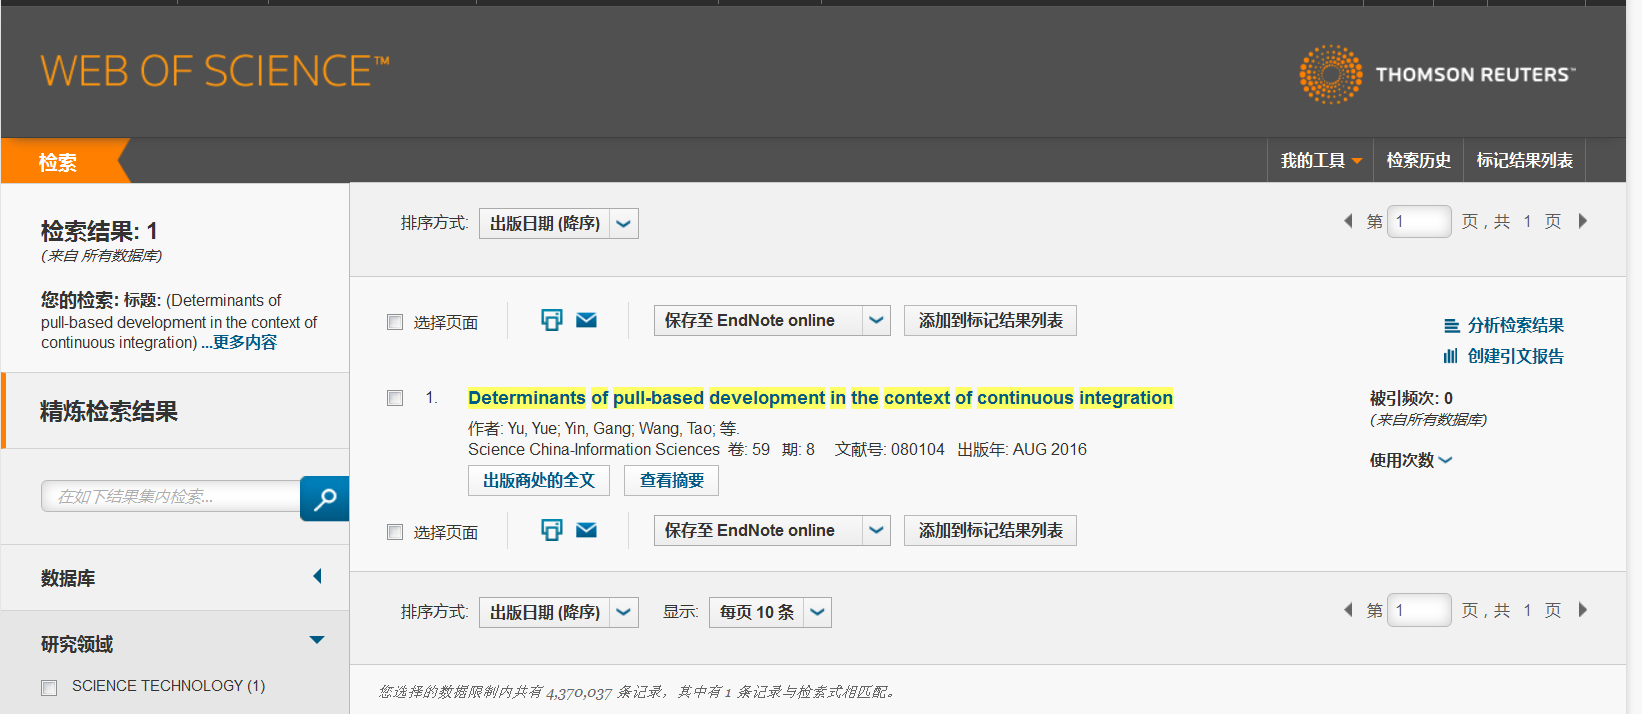 WEB OF SCIENCE™
THOMSON REUTERS™
检索
我的工具
检索历史
标记结果列表
检索结果: 1
(来自 所有数据库)
您的检索: 标题: (Determinants of
pull-based development in the context of
continuous integration) ...更多内容
精炼检索结果
在如下结果集内检索...
数据库
研究领域
SCIENCE TECHNOLOGY (1)
排序方式: 出版日期 (降序)
第 1 页 , 共 1 页
选择页面 保存至 EndNote online 添加到标记结果列表
分析检索结果
创建引文报告
1. Determinants of pull-based development in the context of continuous integration
作者: Yu, Yue; Yin, Gang; Wang, Tao; 等.
Science China-Information Sciences 卷: 59 期: 8 文献号: 080104 出版年: AUG 2016
出版商处的全文 查看摘要
被引频次: 0
(来自所有数据库)
使用次数
选择页面 保存至 EndNote online 添加到标记结果列表
排序方式: 出版日期 (降序) 显示: 每页 10 条
第 1 页 , 共 1 页
您选择的数据限制内共有 4,370,037 条记录，其中有 1 条记录与检索式相匹配。